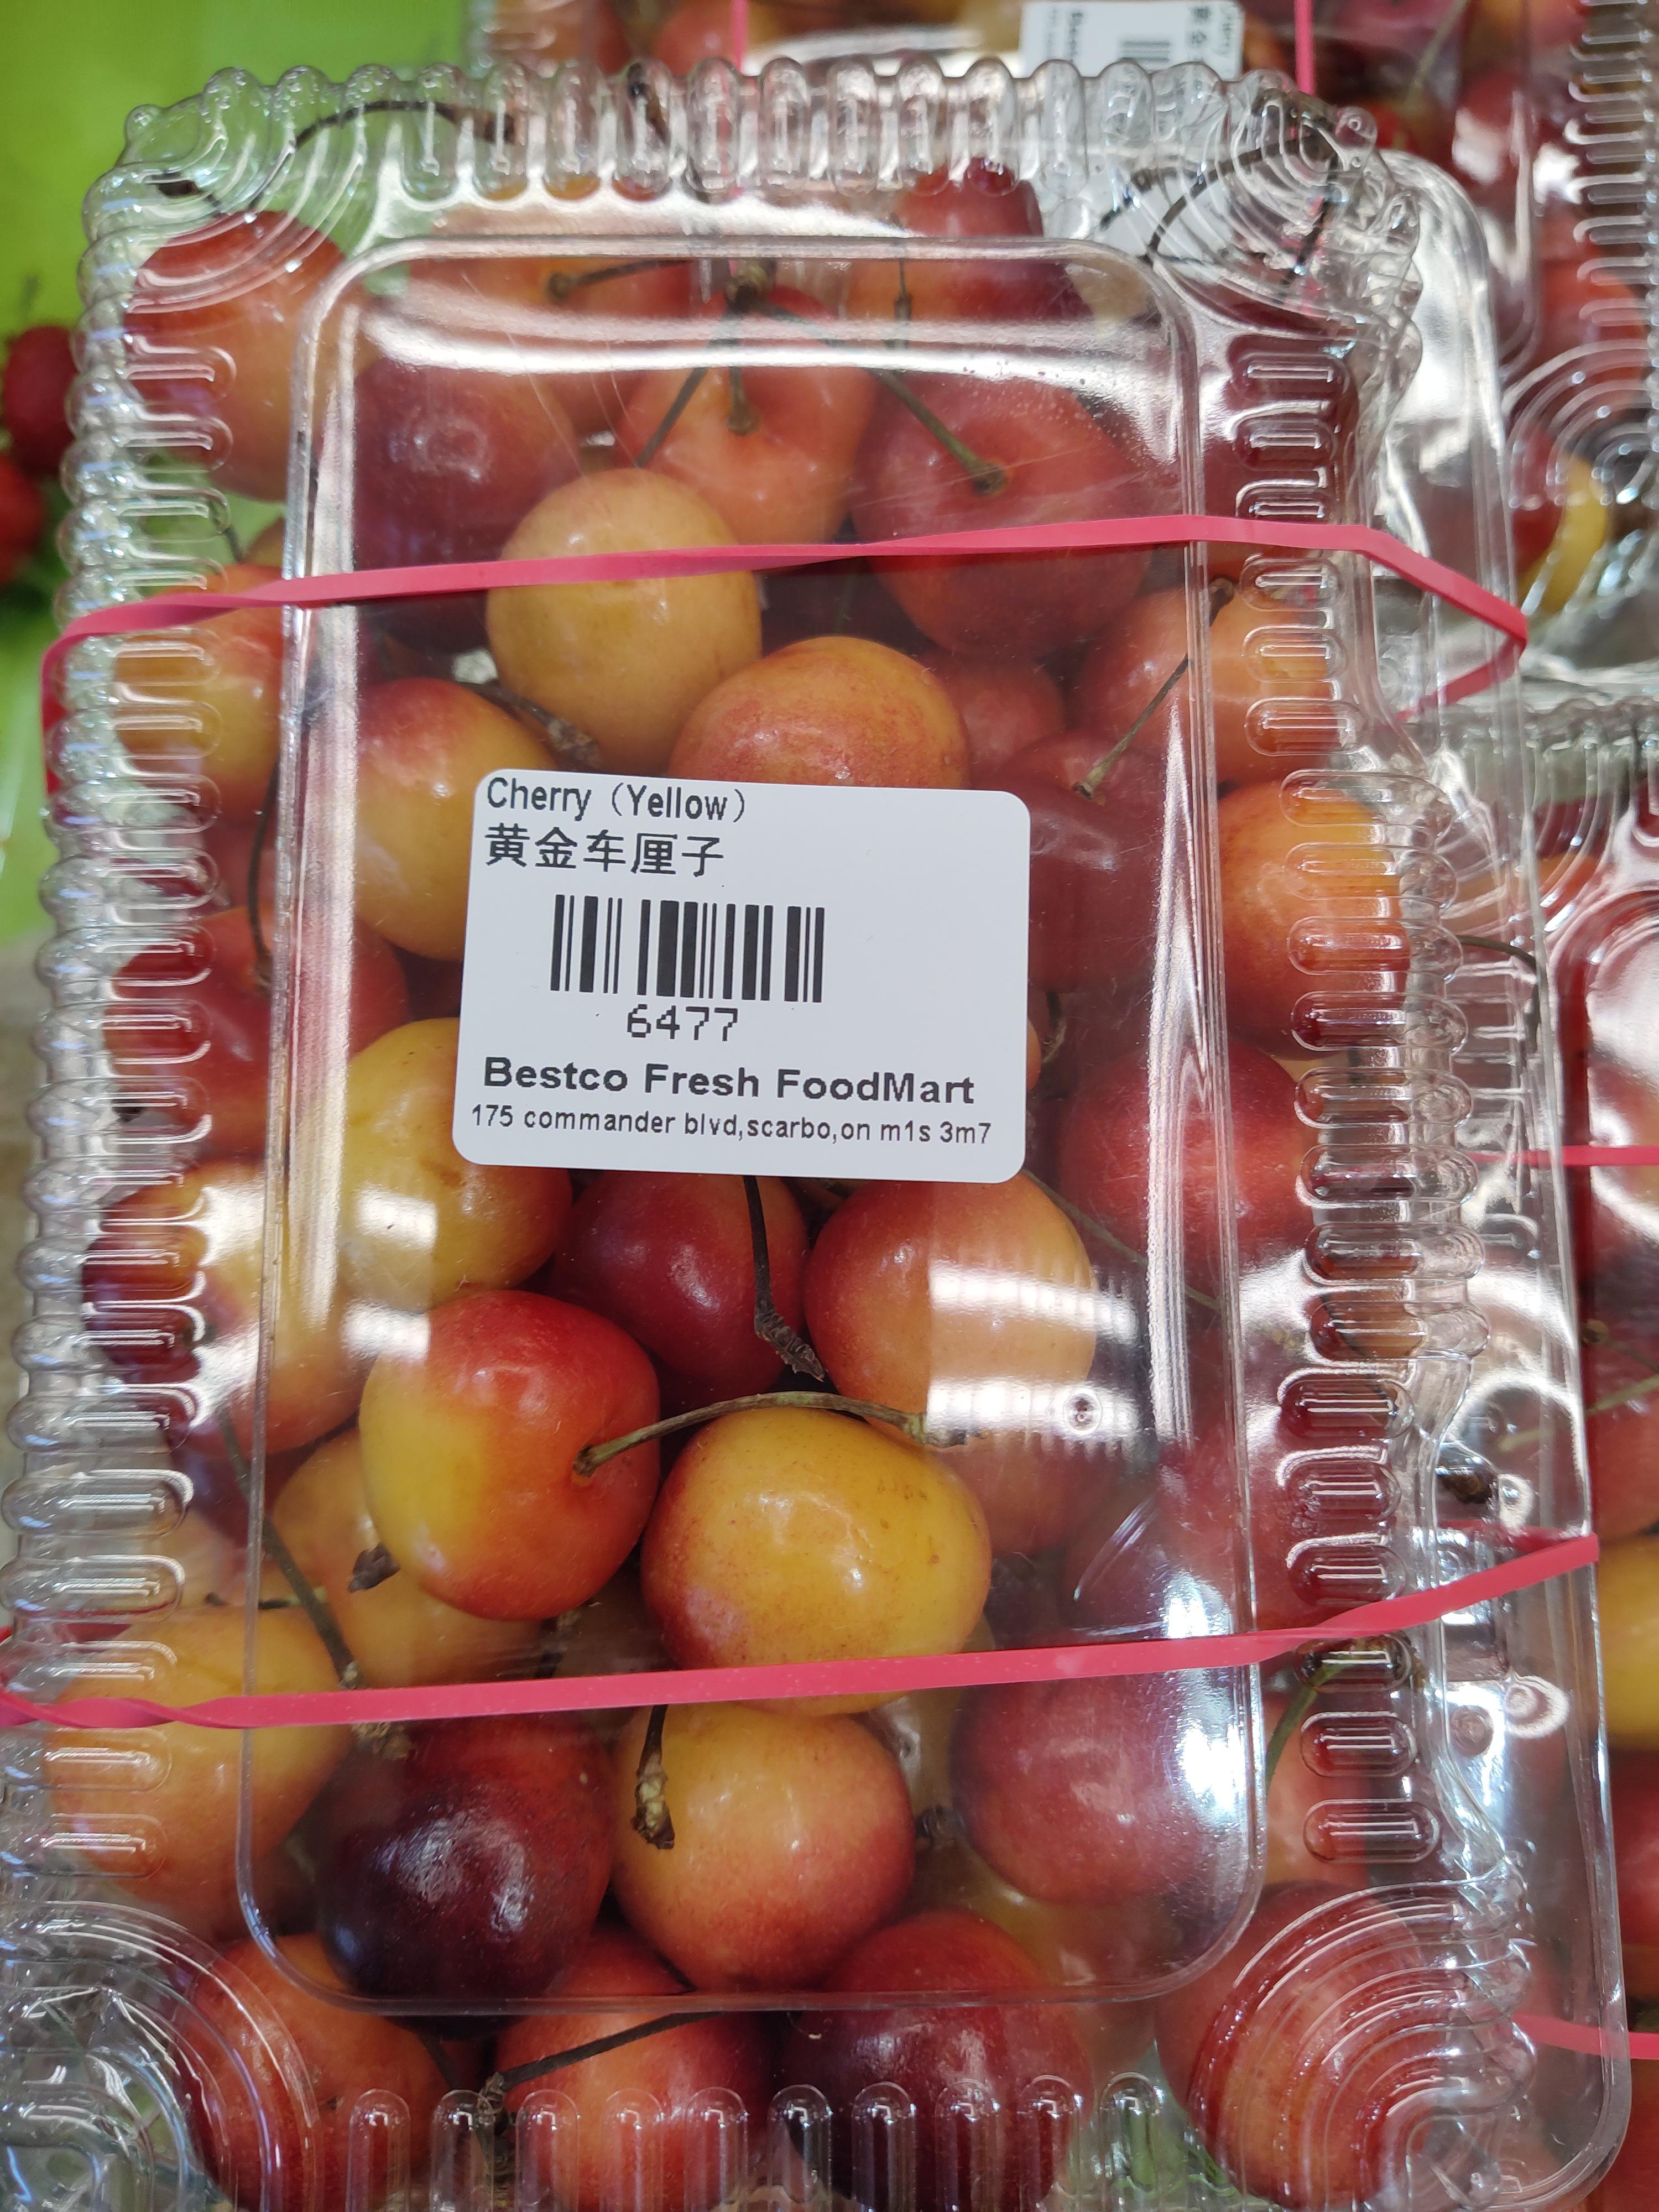 Cherry（Yellow）
黄金车厘子
6477
Bestco Fresh FoodMart
175 commander blvd,scarbo,on m1s 3m7